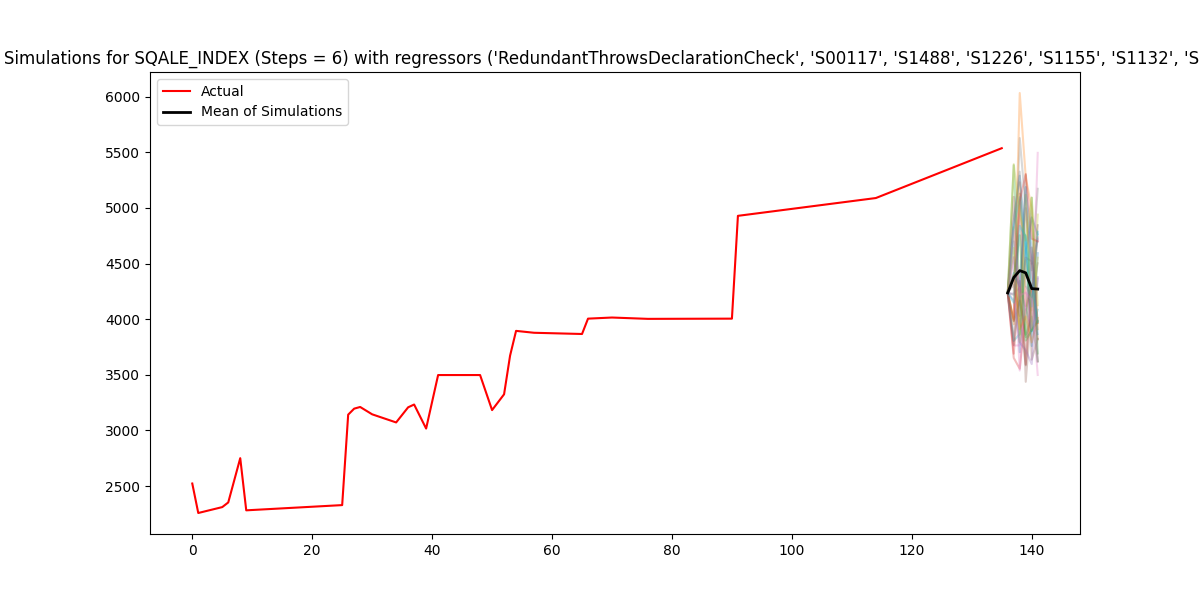 Simulations for SQALE_INDEX (Steps = 6) with regressors ('RedundantThrowsDeclarationCheck', 'S00117', 'S1488', 'S1226', 'S1155', 'S1132', 'S
Actual
Mean of Simulations
6000
5500
5000
4500
4000
3500
3000
2500
0 20 40 60 80 100 120 140